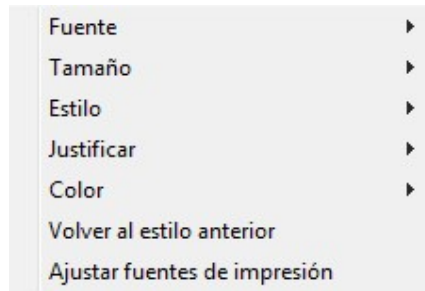 Fuente
Tamaño
Estilo
Justificar
Color
Volver al estilo anterior
Ajustar fuentes de impresión